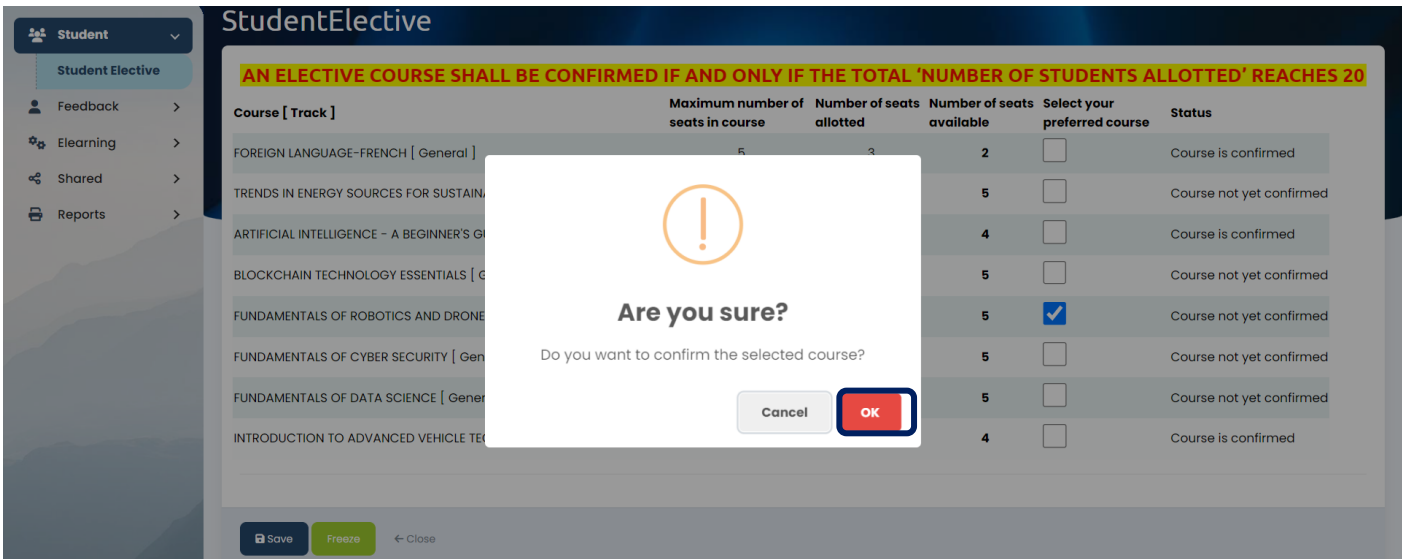 StudentElective
Student
Student Elective
Feedback
Elearning
Shared
Reports
AN ELECTIVE COURSE SHALL BE CONFIRMED IF AND ONLY IF THE TOTAL ‘NUMBER OF STUDENTS ALLOTTED’ REACHES 20
Course [ Track ] Maximum number of seats in course Number of seats allotted Number of seats available Select your preferred course Status
FOREIGN LANGUAGE-FRENCH [ General ] 5 3 2 Course is confirmed
TRENDS IN ENERGY SOURCES FOR 5 Course not yet confirmed
ARTIFICIAL INTELLIGENCE - A BEGINNER'S 4 Course is confirmed
BLOCKCHAIN TECHNOLOGY ESSENTIALS [ 5 Course not yet confirmed
FUNDAMENTALS OF ROBOTICS AND DRONE 5 Course not yet confirmed
FUNDAMENTALS OF CYBER SECURITY [ Gen 5 Course not yet confirmed
FUNDAMENTALS OF DATA SCIENCE [ Gener 5 Course not yet confirmed
INTRODUCTION TO ADVANCED VEHICLE 4 Course is confirmed
Are you sure?
Do you want to confirm the selected course?
Cancel OK
Save Freeze ← Close